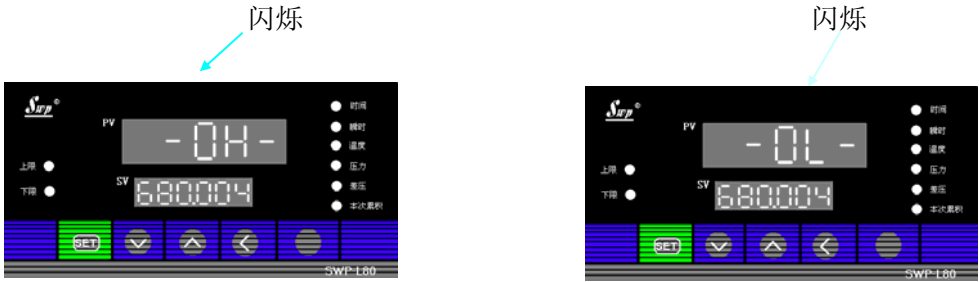 闪烁
闪烁
Swp®
PV
-OH-
SV
680.004
上限
下限
时间
瞬时
温度
压力
差压
本次累积
SET
SWP-L80
Swp®
PV
-OL-
SV
680.004
上限
下限
时间
瞬时
温度
压力
差压
本次累积
SET
SWP-L80